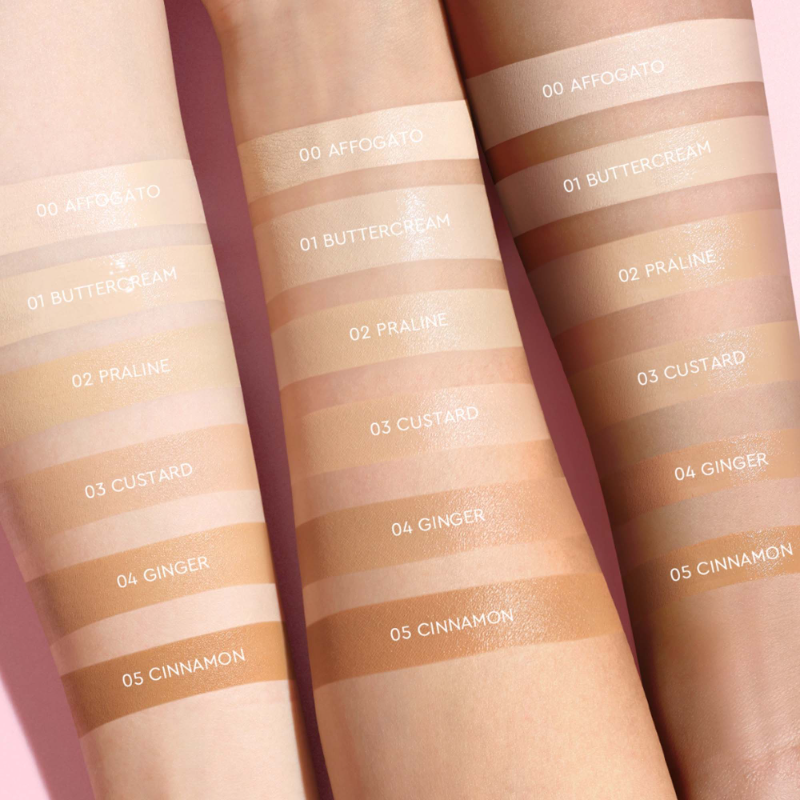 00 AFFOGATO
01 BUTTERCREAM
02 PRALINE
03 CUSTARD
04 GINGER
05 CINNAMON
00 AFFOGATO
01 BUTTERCREAM
02 PRALINE
03 CUSTARD
04 GINGER
05 CINNAMON
00 AFFOGATO
01 BUTTERCREAM
02 PRALINE
03 CUSTARD
04 GINGER
05 CINNAMON